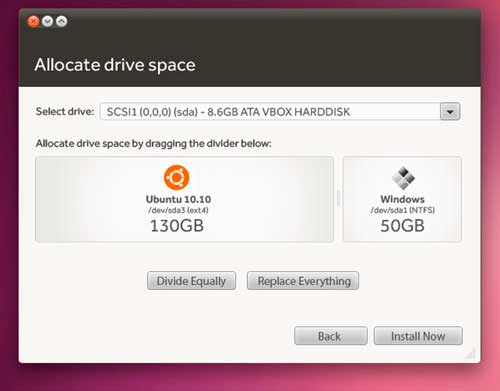 Allocate drive space
Select drive: SCSI1 (0,0,0) (sda) - 8.6GB ATA VBOX HARDDISK
Allocate drive space by dragging the divider below:
Ubuntu 10.10
/dev/sda3 (ext4)
130GB
Windows
/dev/sda1 (NTFS)
50GB
Divide Equally
Replace Everything
Back
Install Now